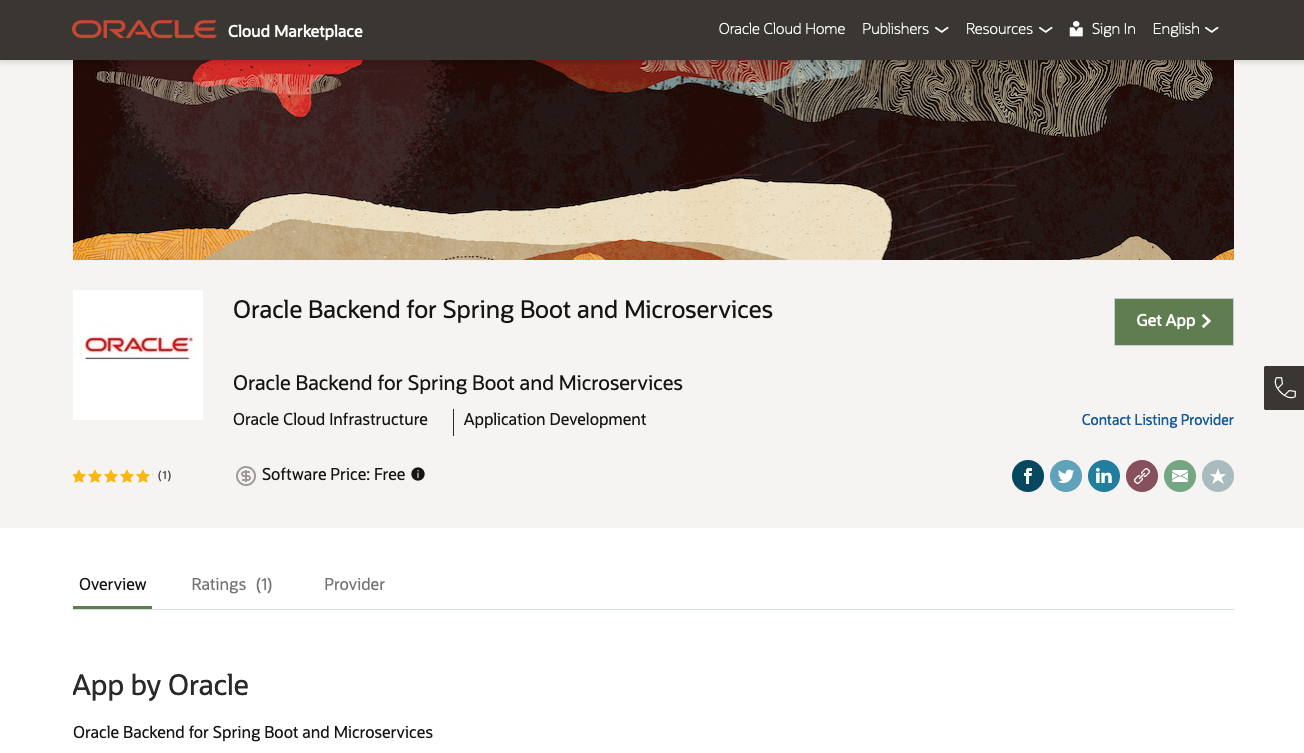 ORACLE Cloud Marketplace Oracle Cloud Home Publishers Resources Sign In English
ORACLE
Oracle Backend for Spring Boot and Microservices
Get App
Oracle Backend for Spring Boot and Microservices
Oracle Cloud Infrastructure Application Development
Contact Listing Provider
(1)
Software Price: Free
Overview Ratings (1) Provider
App by Oracle
Oracle Backend for Spring Boot and Microservices